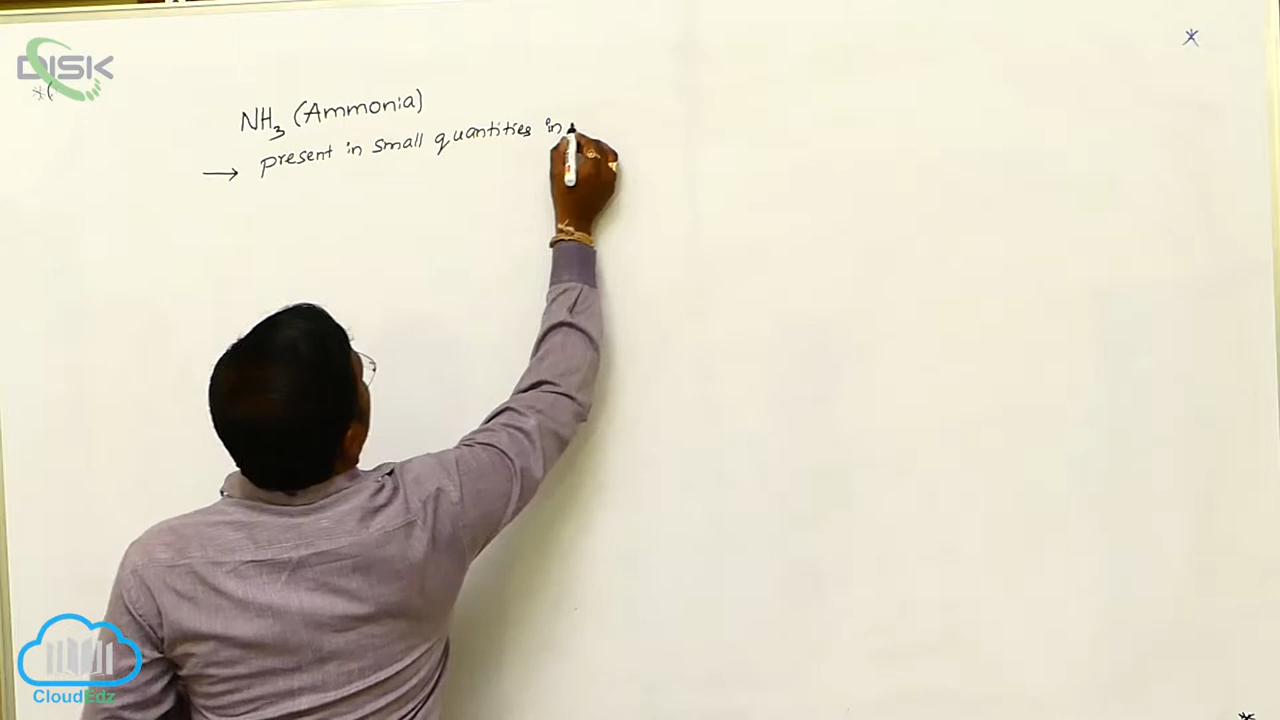 DISK
NH3 (Ammonia)
→ present in small quantities in
CloudEdz